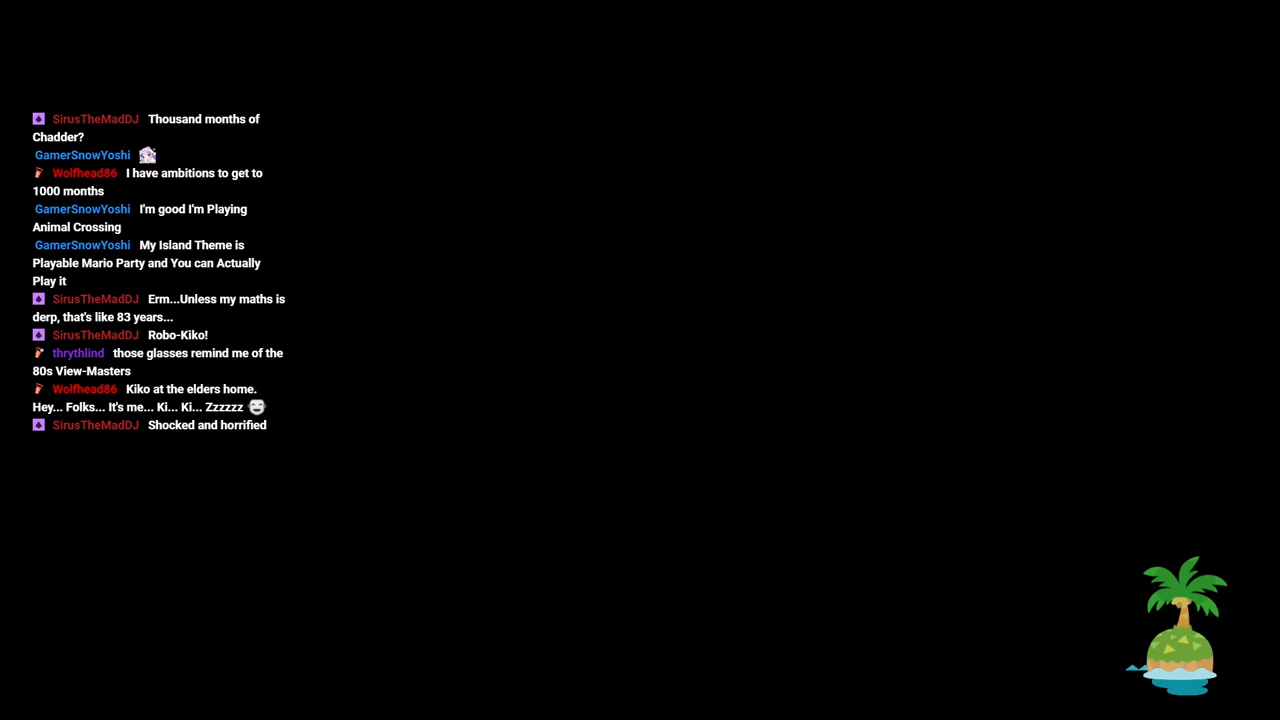 SirusTheMadDJ Thousand months of
Chadder?
GamerSnowYoshi
Wolfhead86 I have ambitions to get to
1000 months
GamerSnowYoshi I'm good I'm Playing
Animal Crossing
GamerSnowYoshi My Island Theme is
Playable Mario Party and You can Actually
Play it
SirusTheMadDJ Erm...Unless my maths is
derp, that's like 83 years...
SirusTheMadDJ Robo-Kiko!
thrythlind those glasses remind me of the
80s View-Masters
Wolfhead86 Kiko at the elders home.
Hey... Folks... It's me... Ki... Ki... Zzzzzz
SirusTheMadDJ Shocked and horrified